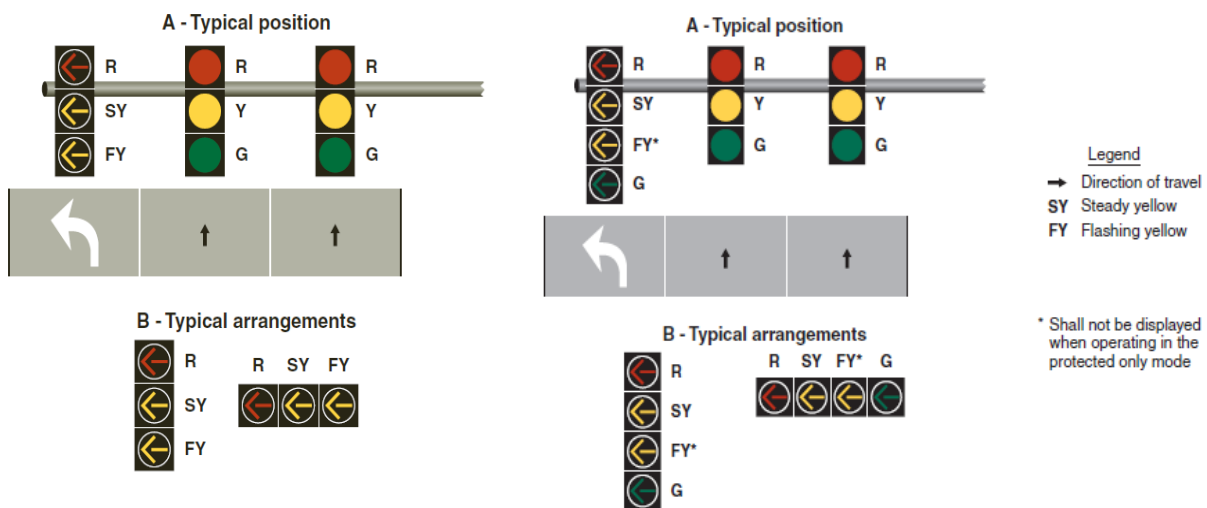 A - Typical position
R R R
SY Y Y
FY G G
B - Typical arrangements
R
SY
FY
R SY FY
A - Typical position
R R R
SY Y Y
FY* G G
G
B - Typical arrangements
R
SY
FY*
G
R SY FY* G
Legend
Direction of travel
SY Steady yellow
FY Flashing yellow
* Shall not be displayed
when operating in the
protected only mode